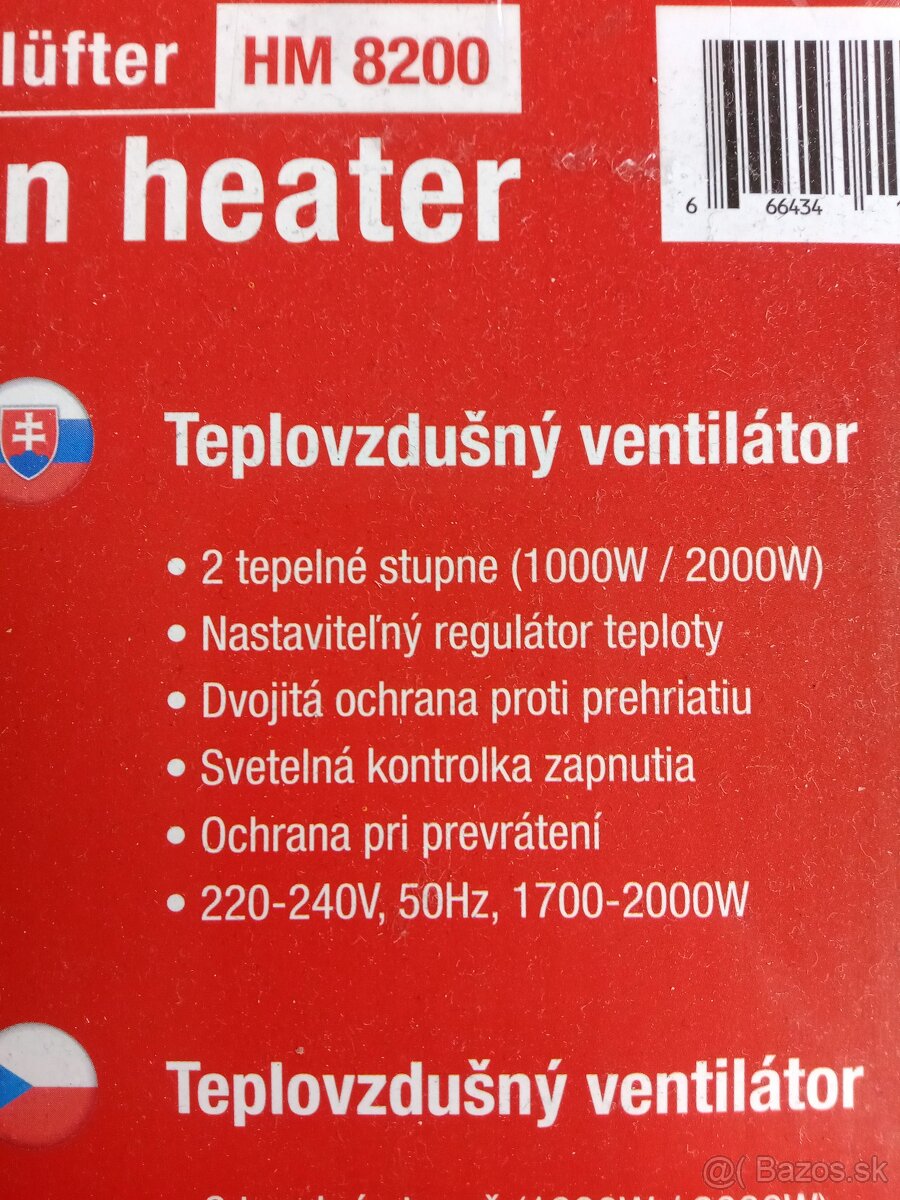 lüfter HM 8200
n heater
6 66434
Teplovzdušný ventilátor
• 2 tepelné stupne (1000W / 2000W)
• Nastaviteľný regulátor teploty
• Dvojitá ochrana proti prehriatiu
• Svetelná kontrolka zapnutia
• Ochrana pri prevrátení
• 220-240V, 50Hz, 1700-2000W
Teplovzdušný ventilátor
@( Bazos.sk